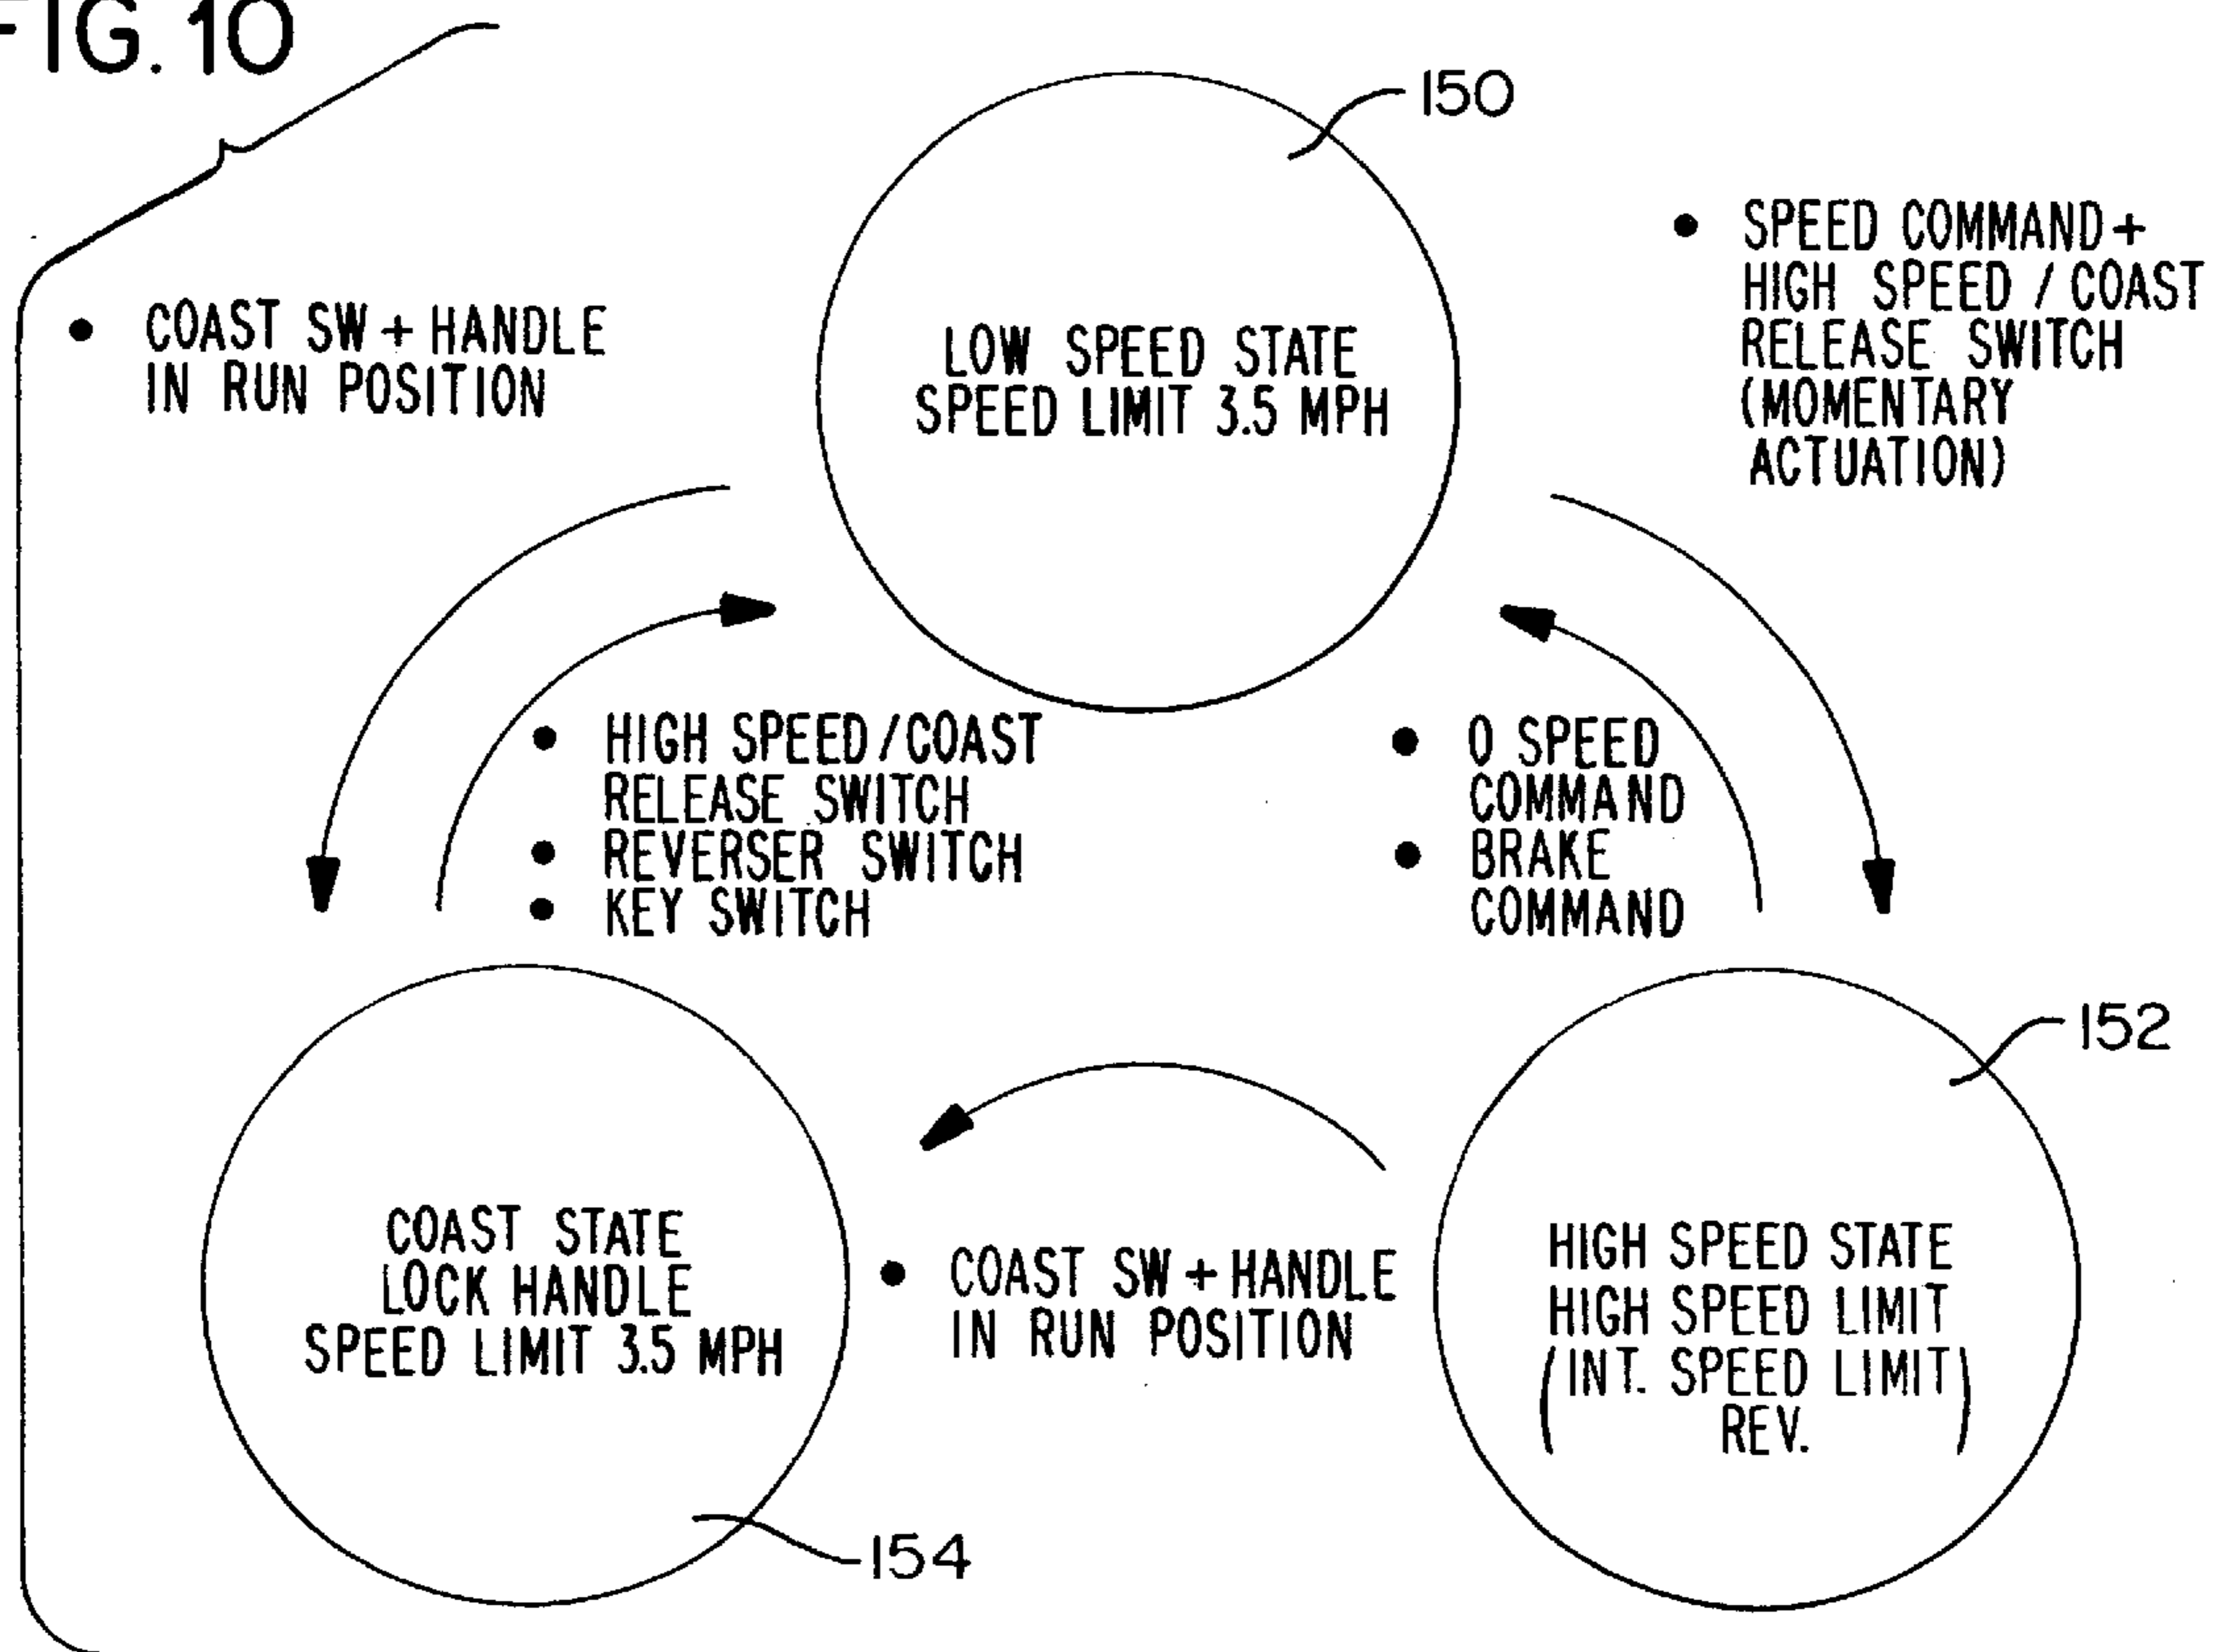 FIG. 10
150
● SPEED COMMAND +
HIGH SPEED / COAST
RELEASE SWITCH
(MOMENTARY
ACTUATION)
● COAST SW + HANDLE
IN RUN POSITION
LOW SPEED STATE
SPEED LIMIT 3.5 MPH
● HIGH SPEED / COAST
RELEASE SWITCH
● REVERSER SWITCH
● KEY SWITCH
● 0 SPEED
COMMAND
● BRAKE
COMMAND
152
COAST STATE
LOCK HANDLE
SPEED LIMIT 3.5 MPH
● COAST SW + HANDLE
IN RUN POSITION
HIGH SPEED STATE
HIGH SPEED LIMIT
(INT. SPEED LIMIT
REV.)
154